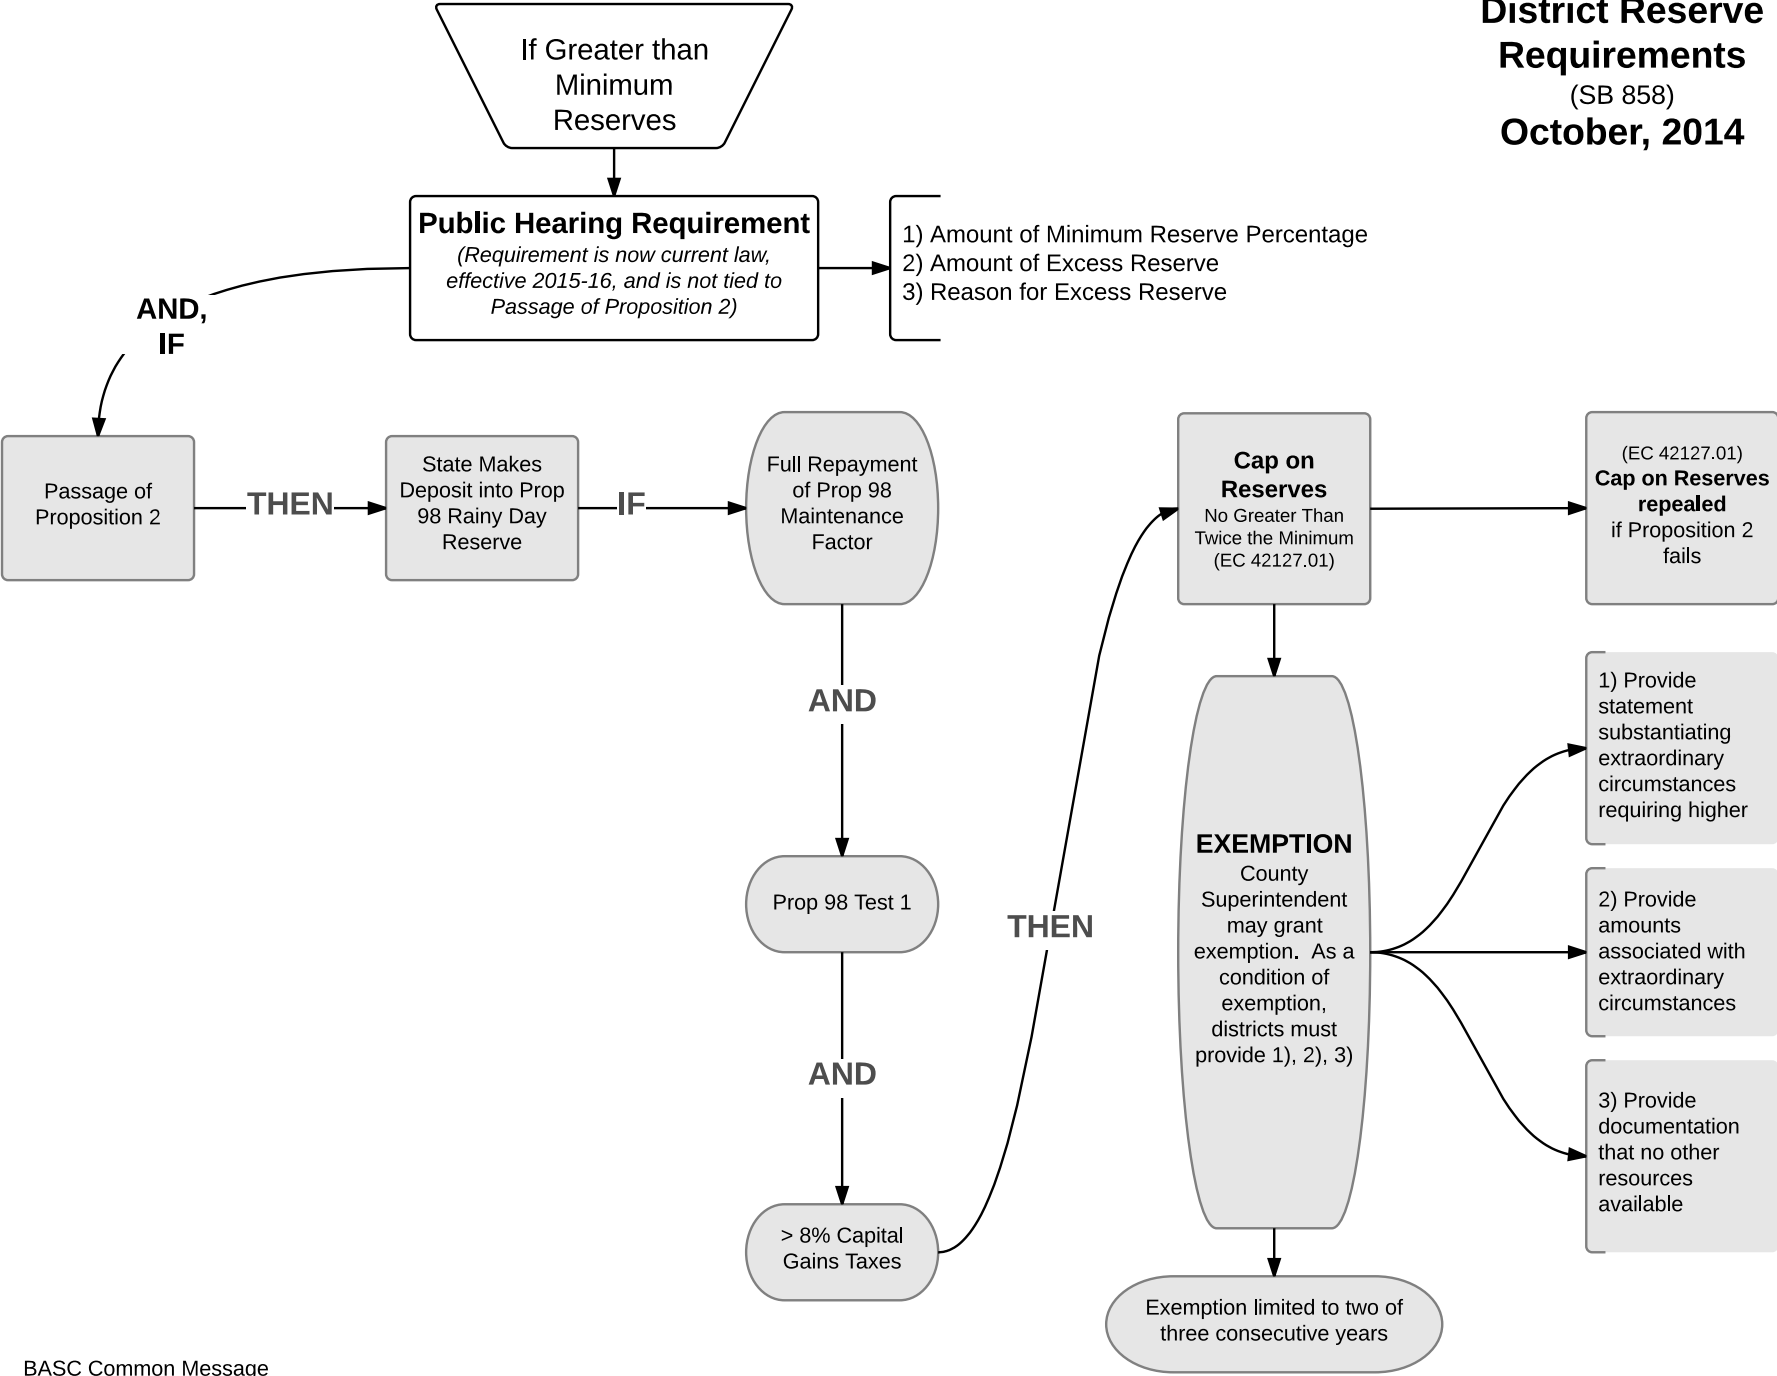 District Reserve
Requirements
(SB 858)
October, 2014
If Greater than
Minimum
Reserves
Public Hearing Requirement
(Requirement is now current law,
effective 2015-16, and is not tied to
Passage of Proposition 2)
1) Amount of Minimum Reserve Percentage
2) Amount of Excess Reserve
3) Reason for Excess Reserve
AND,
IF
Passage of
Proposition 2
THEN
State Makes
Deposit into Prop
98 Rainy Day
Reserve
IF
Full Repayment
of Prop 98
Maintenance
Factor
AND
Prop 98 Test 1
AND
> 8% Capital
Gains Taxes
THEN
Cap on
Reserves
No Greater Than
Twice the Minimum
(EC 42127.01)
(EC 42127.01)
Cap on Reserves
repealed
if Proposition 2
fails
EXEMPTION
County
Superintendent
may grant
exemption.  As a
condition of
exemption,
districts must
provide 1), 2), 3)
1) Provide
statement
substantiating
extraordinary
circumstances
requiring higher
2) Provide
amounts
associated with
extraordinary
circumstances
3) Provide
documentation
that no other
resources
available
Exemption limited to two of
three consecutive years
BASC Common Message